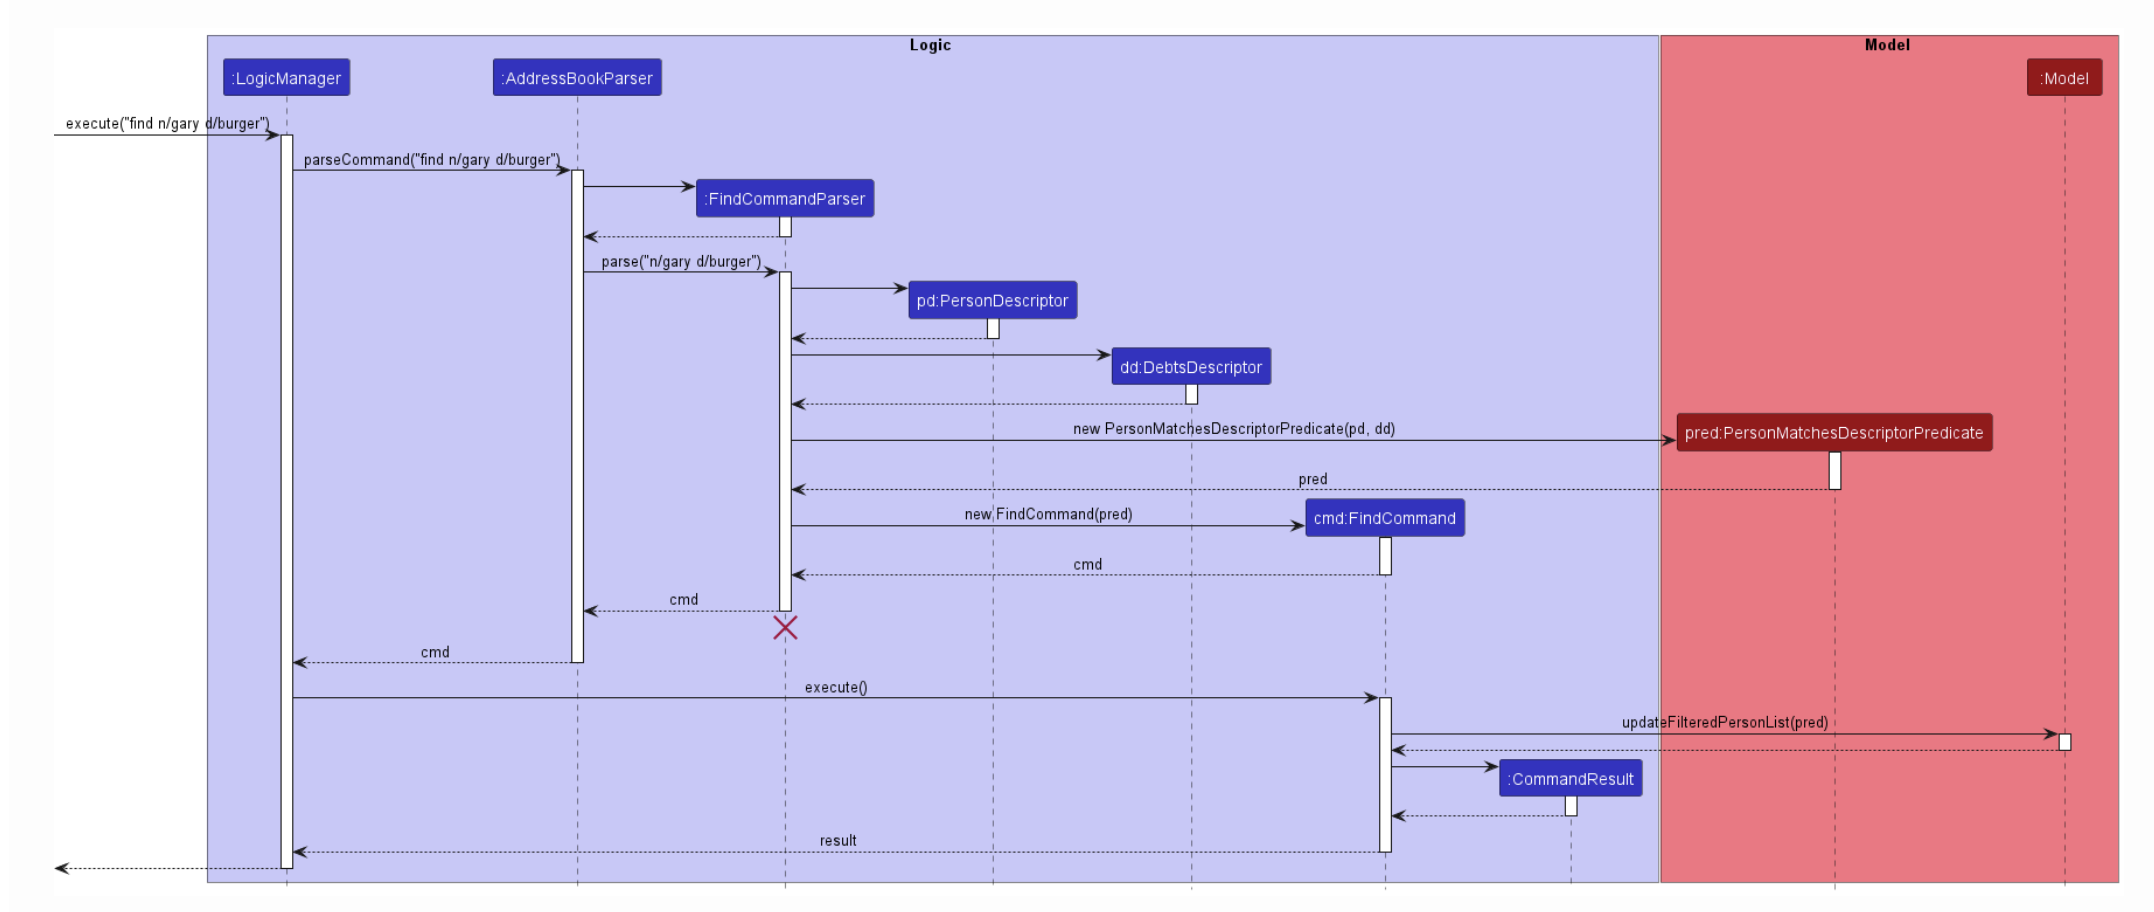 Logic
Model
:LogicManager
:AddressBookParser
:Model
execute("find n/gary d/burger")
parseCommand("find n/gary d/burger")
:FindCommandParser
parse("n/gary d/burger")
pd:PersonDescriptor
dd:DebtsDescriptor
new PersonMatchesDescriptorPredicate(pd, dd)
pred:PersonMatchesDescriptorPredicate
pred
new FindCommand(pred)
cmd:FindCommand
cmd
cmd
cmd
execute()
updateFilteredPersonList(pred)
:CommandResult
result